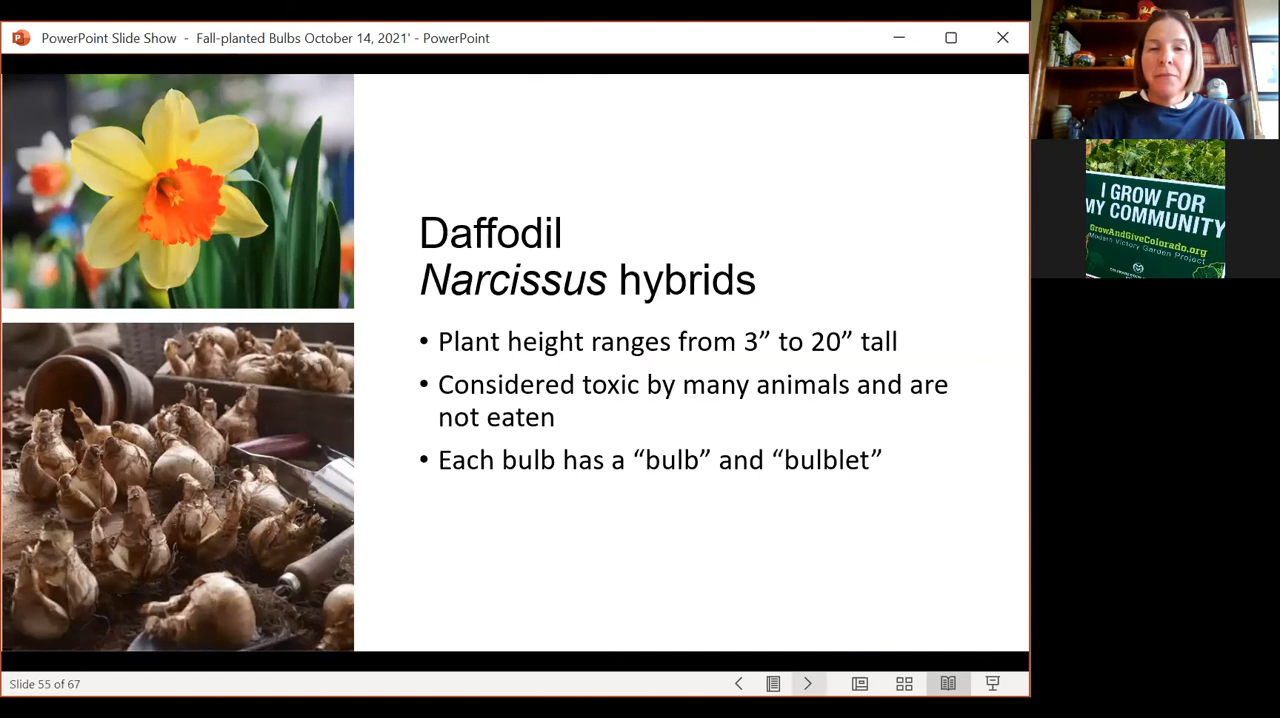 PowerPoint Slide Show - Fall-planted Bulbs October 14, 2021' - PowerPoint
Daffodil
Narcissus hybrids
• Plant height ranges from 3” to 20” tall
• Considered toxic by many animals and are
not eaten
• Each bulb has a “bulb” and “bulblet”
I GROW FOR
MY COMMUNITY
GrowAndGiveColorado.org
Modern Victory Garden Project
Slide 55 of 67